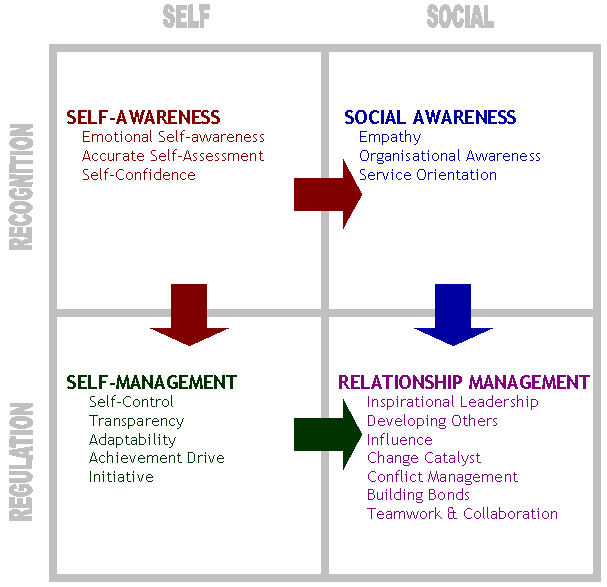 SELF
SOCIAL
RECOGNITION
SELF-AWARENESS
Emotional Self-awareness
Accurate Self-Assessment
Self-Confidence
SOCIAL AWARENESS
Empathy
Organisational Awareness
Service Orientation
REGULATION
SELF-MANAGEMENT
Self-Control
Transparency
Adaptability
Achievement Drive
Initiative
RELATIONSHIP MANAGEMENT
Inspirational Leadership
Developing Others
Influence
Change Catalyst
Conflict Management
Building Bonds
Teamwork & Collaboration